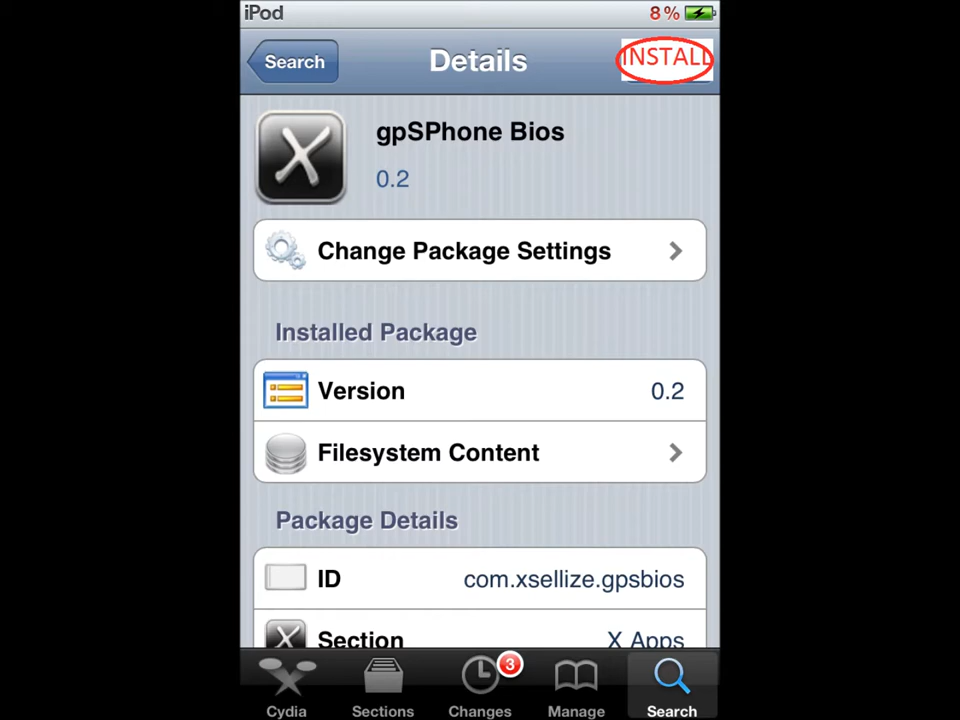 iPod 8%
Search Details INSTALL
gpSPhone Bios
0.2
Change Package Settings
Installed Package
Version 0.2
Filesystem Content
Package Details
ID com.xsellize.gpsbios
Section X Apps
3
Cydia Sections Changes Manage Search